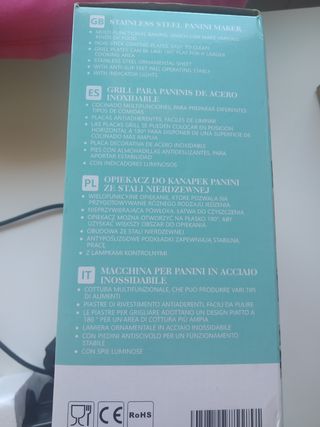 GB STAINLESS STEEL PANINI MAKER
• MULTI-FUNCTIONAL BAKING, WHICH CAN MAKE VARIOUS
KINDS OF FOOD
• NON-STICK COATING PLATES, EASY TO CLEAN
• GRILL PLATES CAN BE LAID 180° FLAT FOR A LARGER
COOKING AREA
• STAINLESS STEEL ORNAMENTAL SHEET
• WITH ANTI-SLIP FEET PAD, OPERATING STABLY
• WITH INDICATOR LIGHTS
ES GRILL PARA PANINIS DE ACERO
INOXIDABLE
• COCINADO MULTIFUNCIÓN, PARA PREPARAR DIFERENTES
TIPOS DE COMIDAS
• PLACAS ANTIADHERENTES, FÁCILES DE LIMPIAR
• LAS PLACAS GRILL SE PUEDEN COLOCAR EN POSICIÓN
HORIZONTAL A 180° PARA DISPONER DE UNA SUPERFICIE DE
COCINADO MÁS AMPLIA
• PLACA DECORATIVA DE ACERO INOXIDABLE
• PIES CON ALMOHADILLAS ANTIDESLIZANTES, PARA
APORTAR ESTABILIDAD
• CON INDICADORES LUMINOSOS
PL OPIEKACZ DO KANAPEK PANINI
ZE STALI NIERDZEWNEJ
• WIELOFUNKCYJNE OPIEKANIE, KTÓRE POZWALA NA
PRZYGOTOWYWANIE RÓŻNEGO RODZAJU JEDZENIA
• NIEPRZYWIERAJĄCA POWŁOKA, ŁATWA DO CZYSZCZENIA
• OPIEKACZ MOŻNA OTWORZYĆ NA PŁASKO 180°, ABY
UZYSKAĆ WIĘKSZY OBSZAR DO OPIEKANIA
• OBUDOWA ZE STALI NIERDZEWNEJ
• ANTYPOŚLIZGOWE PODKŁADKI ZAPEWNIAJĄ STABILNĄ
PRACĘ
• Z LAMPKAMI KONTROLNYMI
IT MACCHINA PER PANINI IN ACCIAIO
INOSSIDABILE
• COTTURA MULTIFUNZIONALE, CHE PUÒ PRODURRE VARI TIPI
DI ALIMENTI
• PIASTRE DI RIVESTIMENTO ANTIADERENTI, FACILI DA PULIRE
• LE PIASTRE PER GRIGLIARE ADOTTANO UN DESIGN PIATTO A
180 ° PER UN'AREA DI COTTURA PIÙ AMPIA
• LAMIERA ORNAMENTALE IN ACCIAIO INOSSIDABILE
• CON PIEDINI ANTISCIVOLO PER UN FUNZIONAMENTO
STABILE
• CON SPIE LUMINOSE
CE RoHS